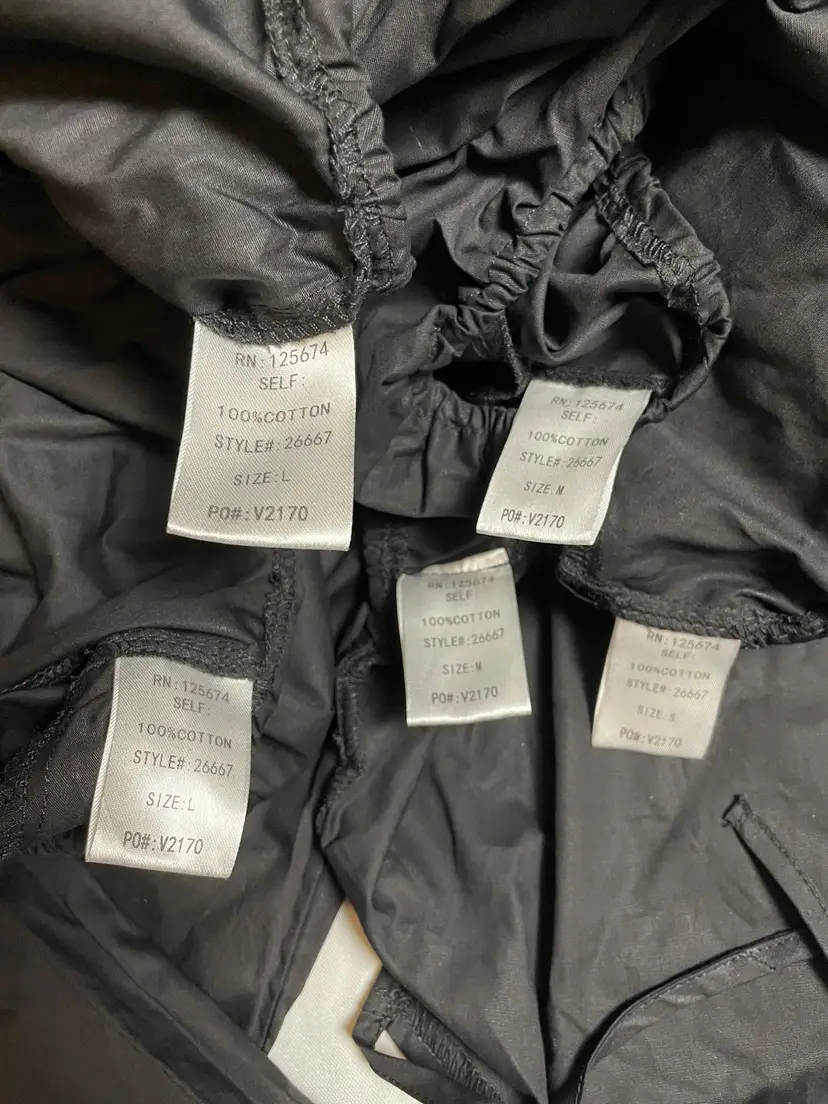 RN: 125674
SELF:
100%COTTON
STYLE#: 26667
SIZE: L
PO#: V2170
RN: 125674
SELF:
100%COTTON
STYLE#: 26667
SIZE: M
PO#: V2170
RN: 125674
SELF:
100%COTTON
STYLE#: 26667
SIZE: M
PO#: V2170
RN: 125674
SELF:
100%COTTON
STYLE#: 26667
SIZE: S
PO#: V2170
RN: 125674
SELF:
100%COTTON
STYLE#: 26667
SIZE: L
PO#: V2170